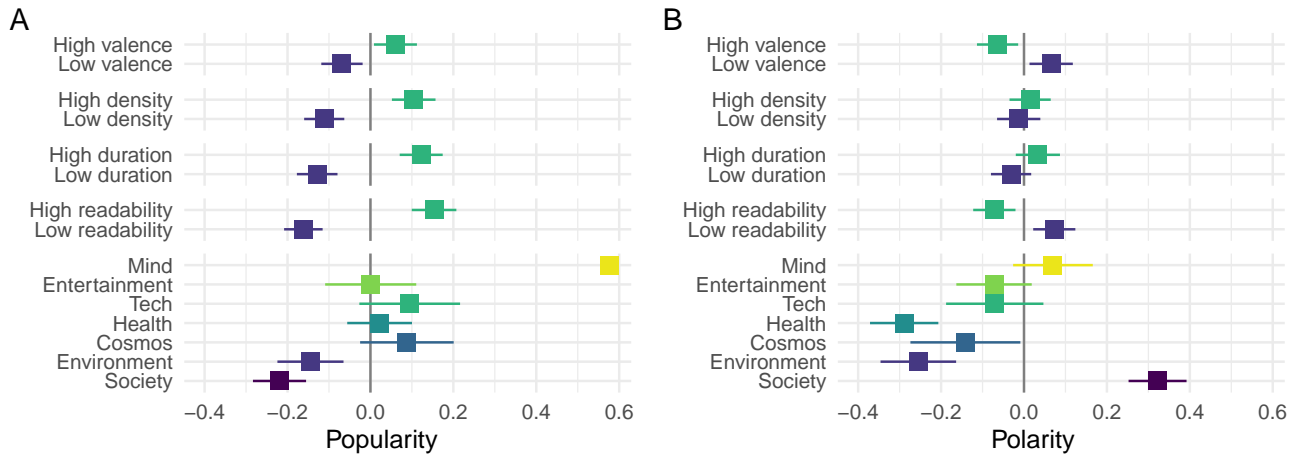 A
High valence
Low valence
High density
Low density
High duration
Low duration
High readability
Low readability
Mind
Entertainment
Tech
Health
Cosmos
Environment
Society
−0.4 −0.2 0.0 0.2 0.4 0.6
Popularity
B
High valence
Low valence
High density
Low density
High duration
Low duration
High readability
Low readability
Mind
Entertainment
Tech
Health
Cosmos
Environment
Society
−0.4 −0.2 0.0 0.2 0.4 0.6
Polarity